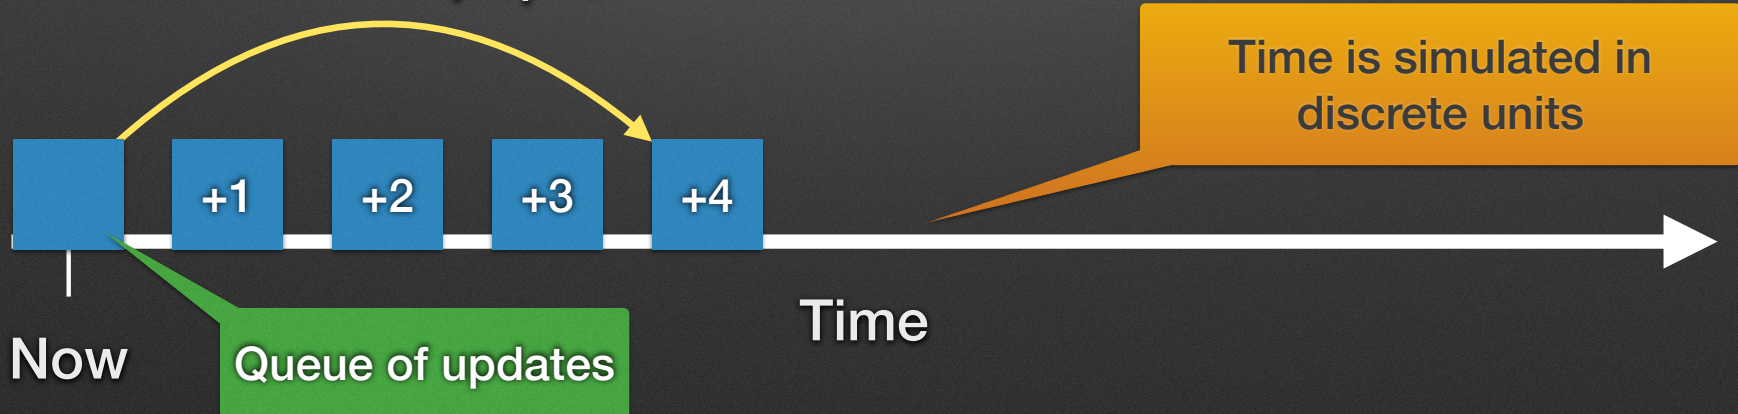 Time is simulated in
discrete units
+1 +2 +3 +4
Time
Now
Queue of updates